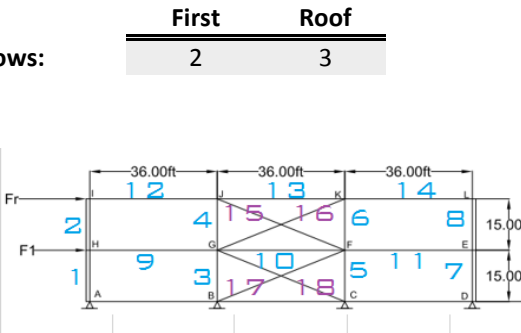 First Roof
ows: 2 3
36.00ft 36.00ft 36.00ft
I 12 J 13 K 14 L
Fr
2 4 15 16 6 8 15.00
F1 H G F E
9 10 11
1 3 17 18 5 7 15.00
A B C D